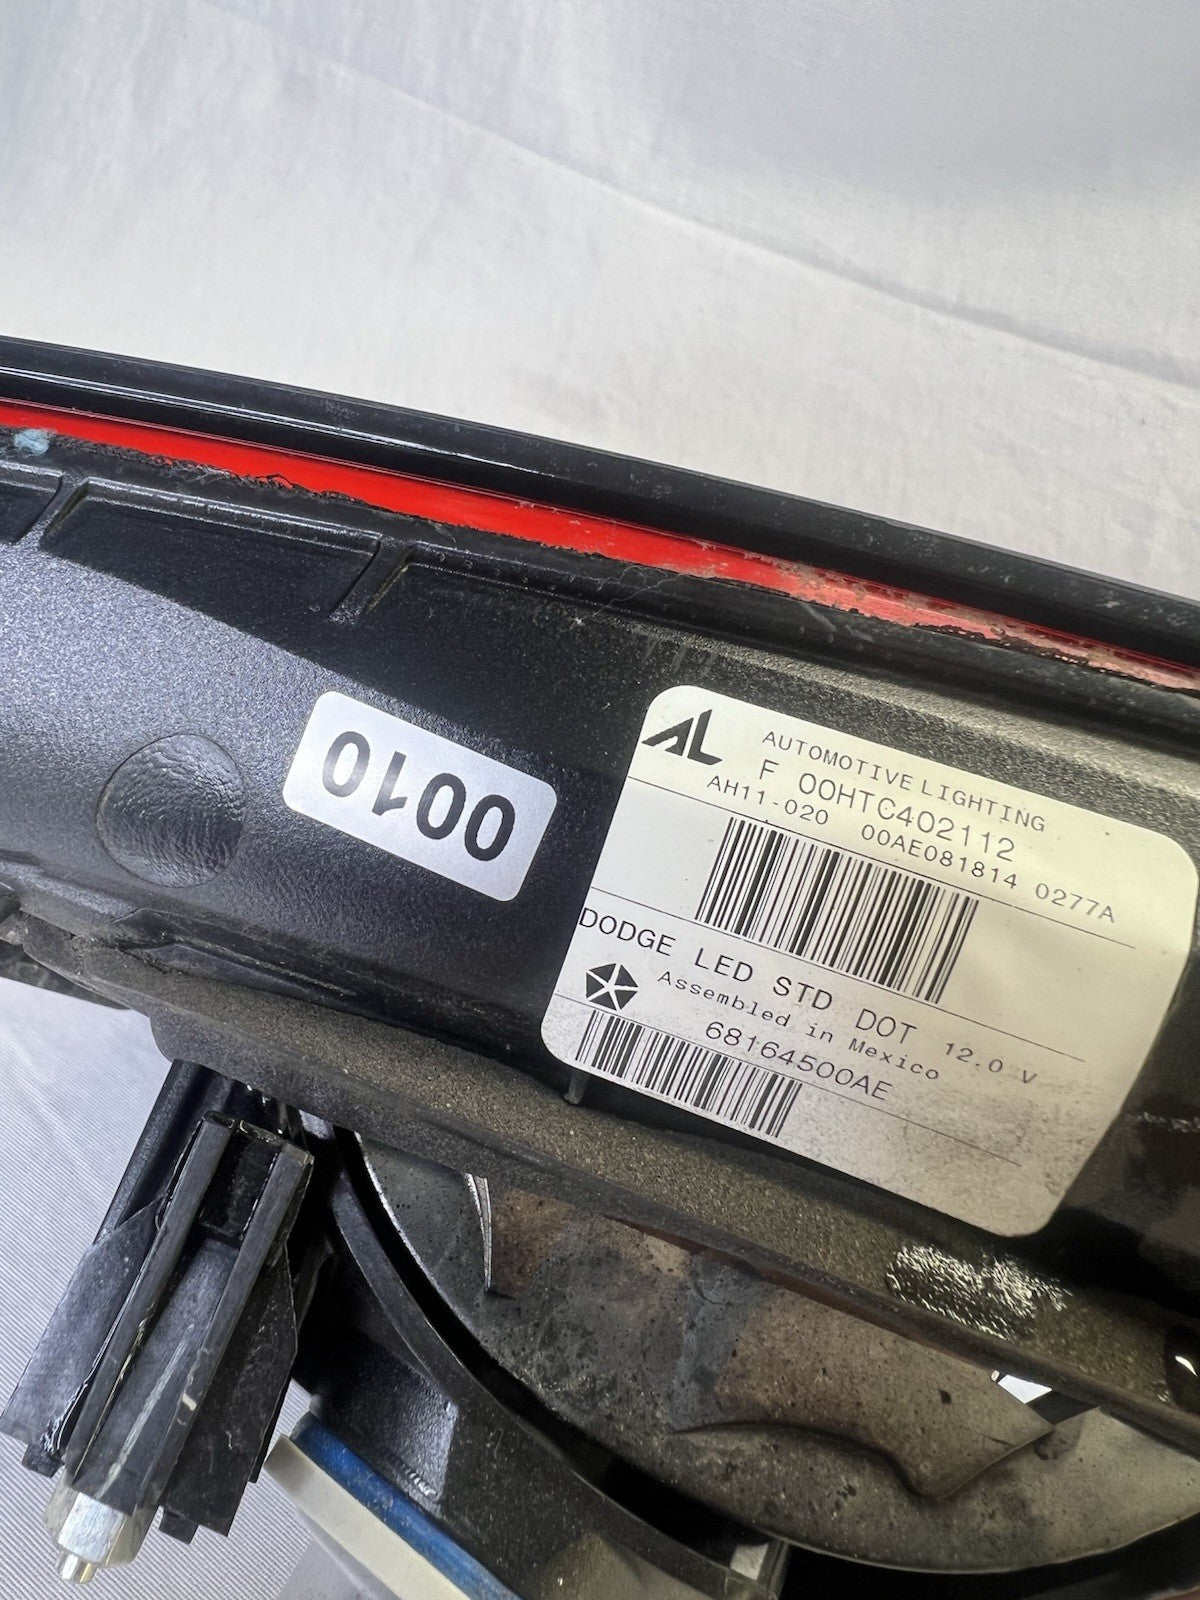 0010
AL
AUTOMOTIVE LIGHTING
F 00HTC402112
AH11-020 00AE081814 0277A
DODGE LED STD DOT 12.0 V
Assembled in Mexico
68164500AE